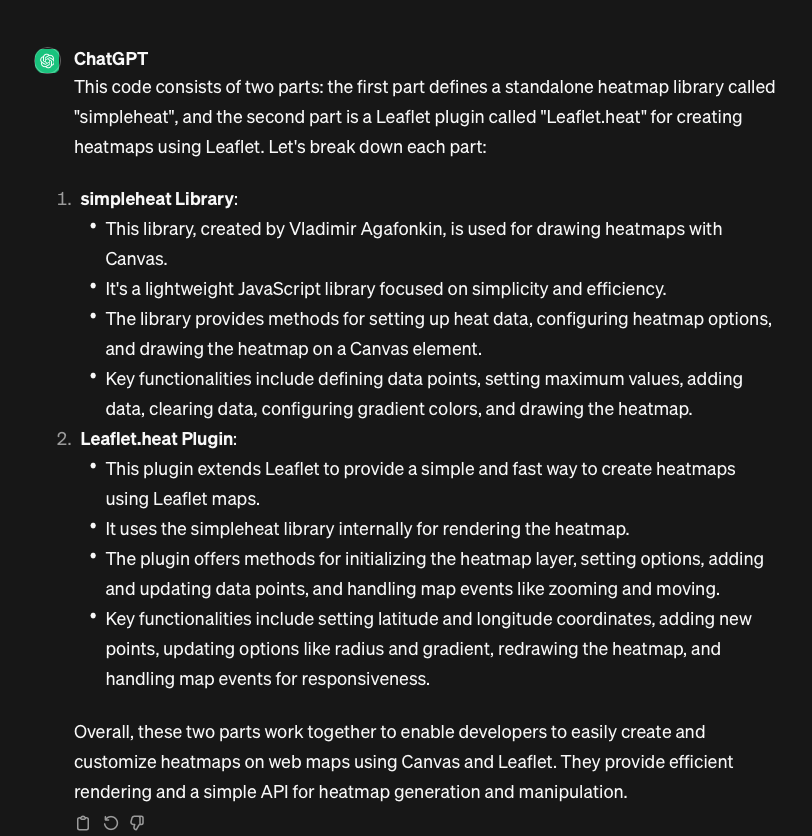 ChatGPT
This code consists of two parts: the first part defines a standalone heatmap library called
"simpleheat", and the second part is a Leaflet plugin called "Leaflet.heat" for creating
heatmaps using Leaflet. Let's break down each part:
1. simpleheat Library:
• This library, created by Vladimir Agafonkin, is used for drawing heatmaps with
Canvas.
• It's a lightweight JavaScript library focused on simplicity and efficiency.
• The library provides methods for setting up heat data, configuring heatmap options,
and drawing the heatmap on a Canvas element.
• Key functionalities include defining data points, setting maximum values, adding
data, clearing data, configuring gradient colors, and drawing the heatmap.
2. Leaflet.heat Plugin:
• This plugin extends Leaflet to provide a simple and fast way to create heatmaps
using Leaflet maps.
• It uses the simpleheat library internally for rendering the heatmap.
• The plugin offers methods for initializing the heatmap layer, setting options, adding
and updating data points, and handling map events like zooming and moving.
• Key functionalities include setting latitude and longitude coordinates, adding new
points, updating options like radius and gradient, redrawing the heatmap, and
handling map events for responsiveness.
Overall, these two parts work together to enable developers to easily create and
customize heatmaps on web maps using Canvas and Leaflet. They provide efficient
rendering and a simple API for heatmap generation and manipulation.